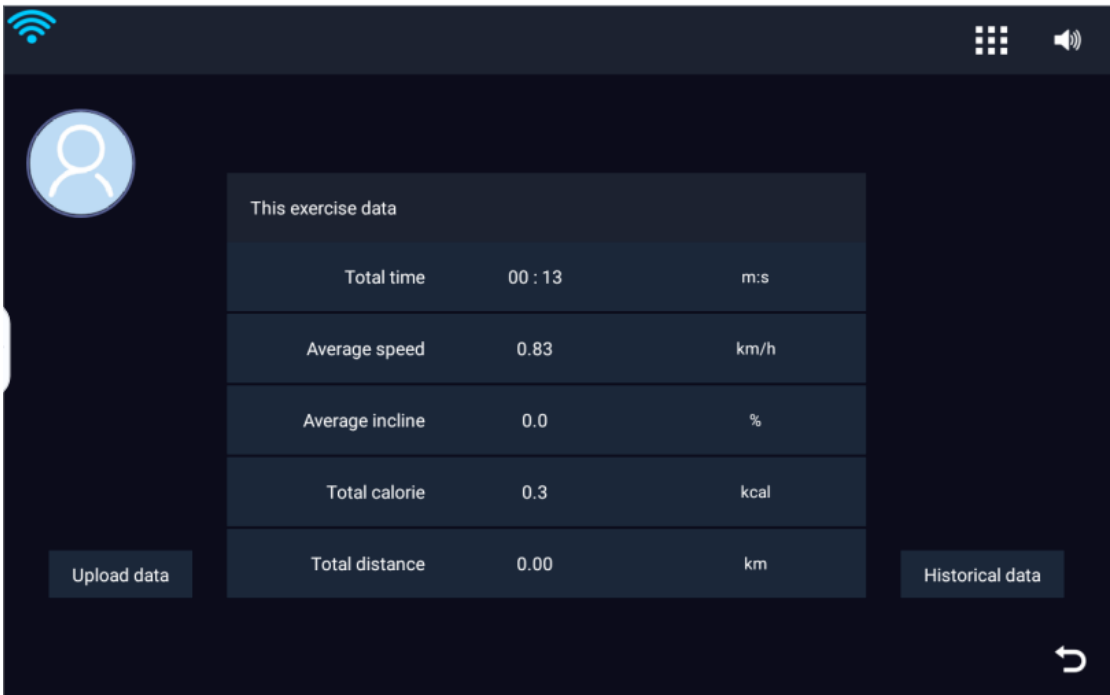 This exercise data
Total time 00 : 13 m:s
Average speed 0.83 km/h
Average incline 0.0 %
Total calorie 0.3 kcal
Total distance 0.00 km
Upload data
Historical data